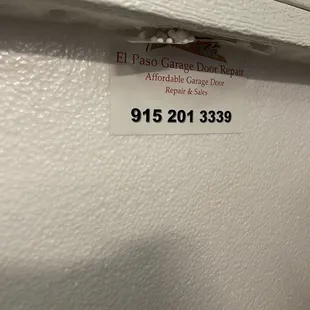 El Paso Garage Door Repair
Affordable Garage Door
Repair & Sales
915 201 3339